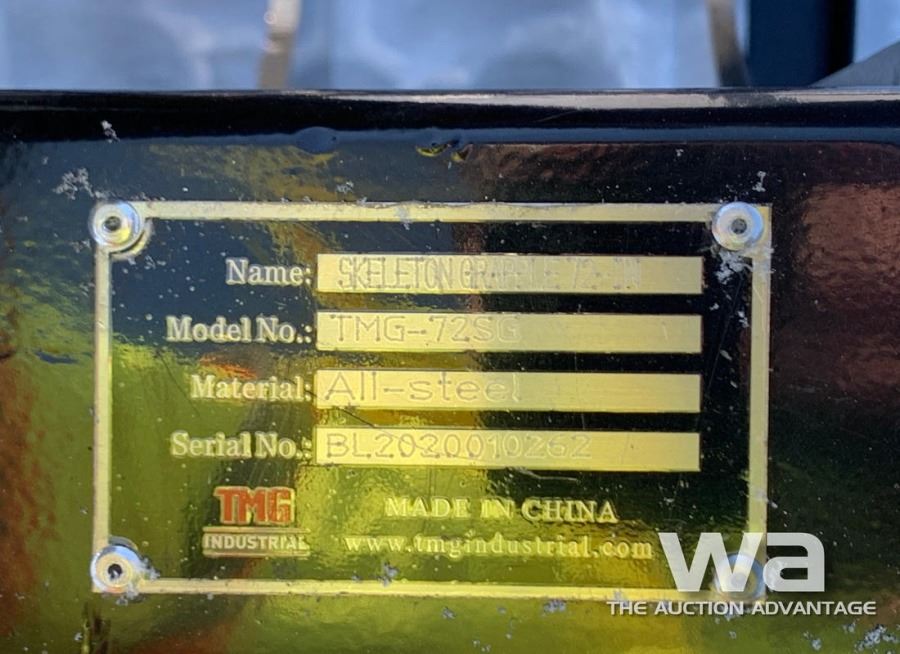 Name: SKELETON GRAPPLE 72-IN
Model No.: TMG-72SG
Material: All-steel
Serial No.: BL2020010262
TMG
INDUSTRIAL
MADE IN CHINA
www.tmgindustrial.com
wa
THE AUCTION ADVANTAGE